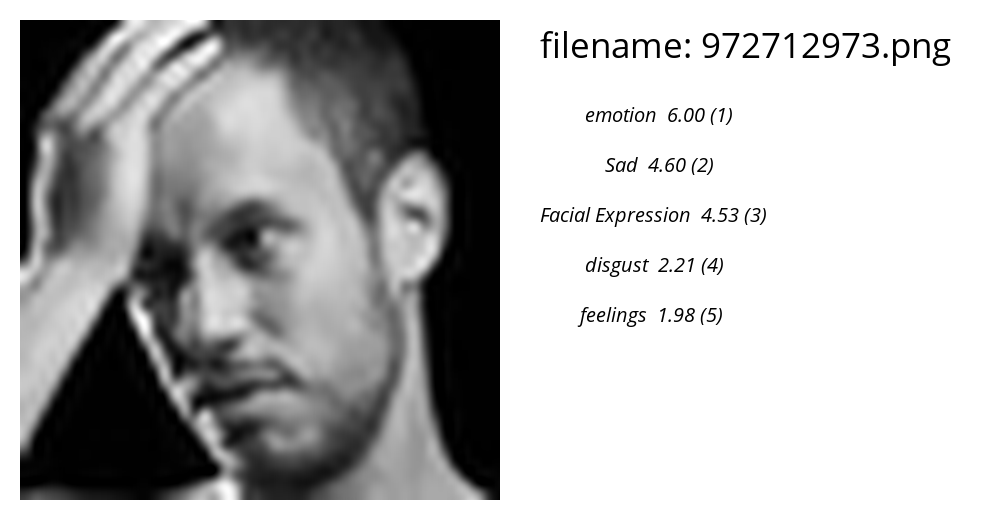 filename: 972712973.png
emotion 6.00 (1)
Sad 4.60 (2)
Facial Expression 4.53 (3)
disgust 2.21 (4)
feelings 1.98 (5)